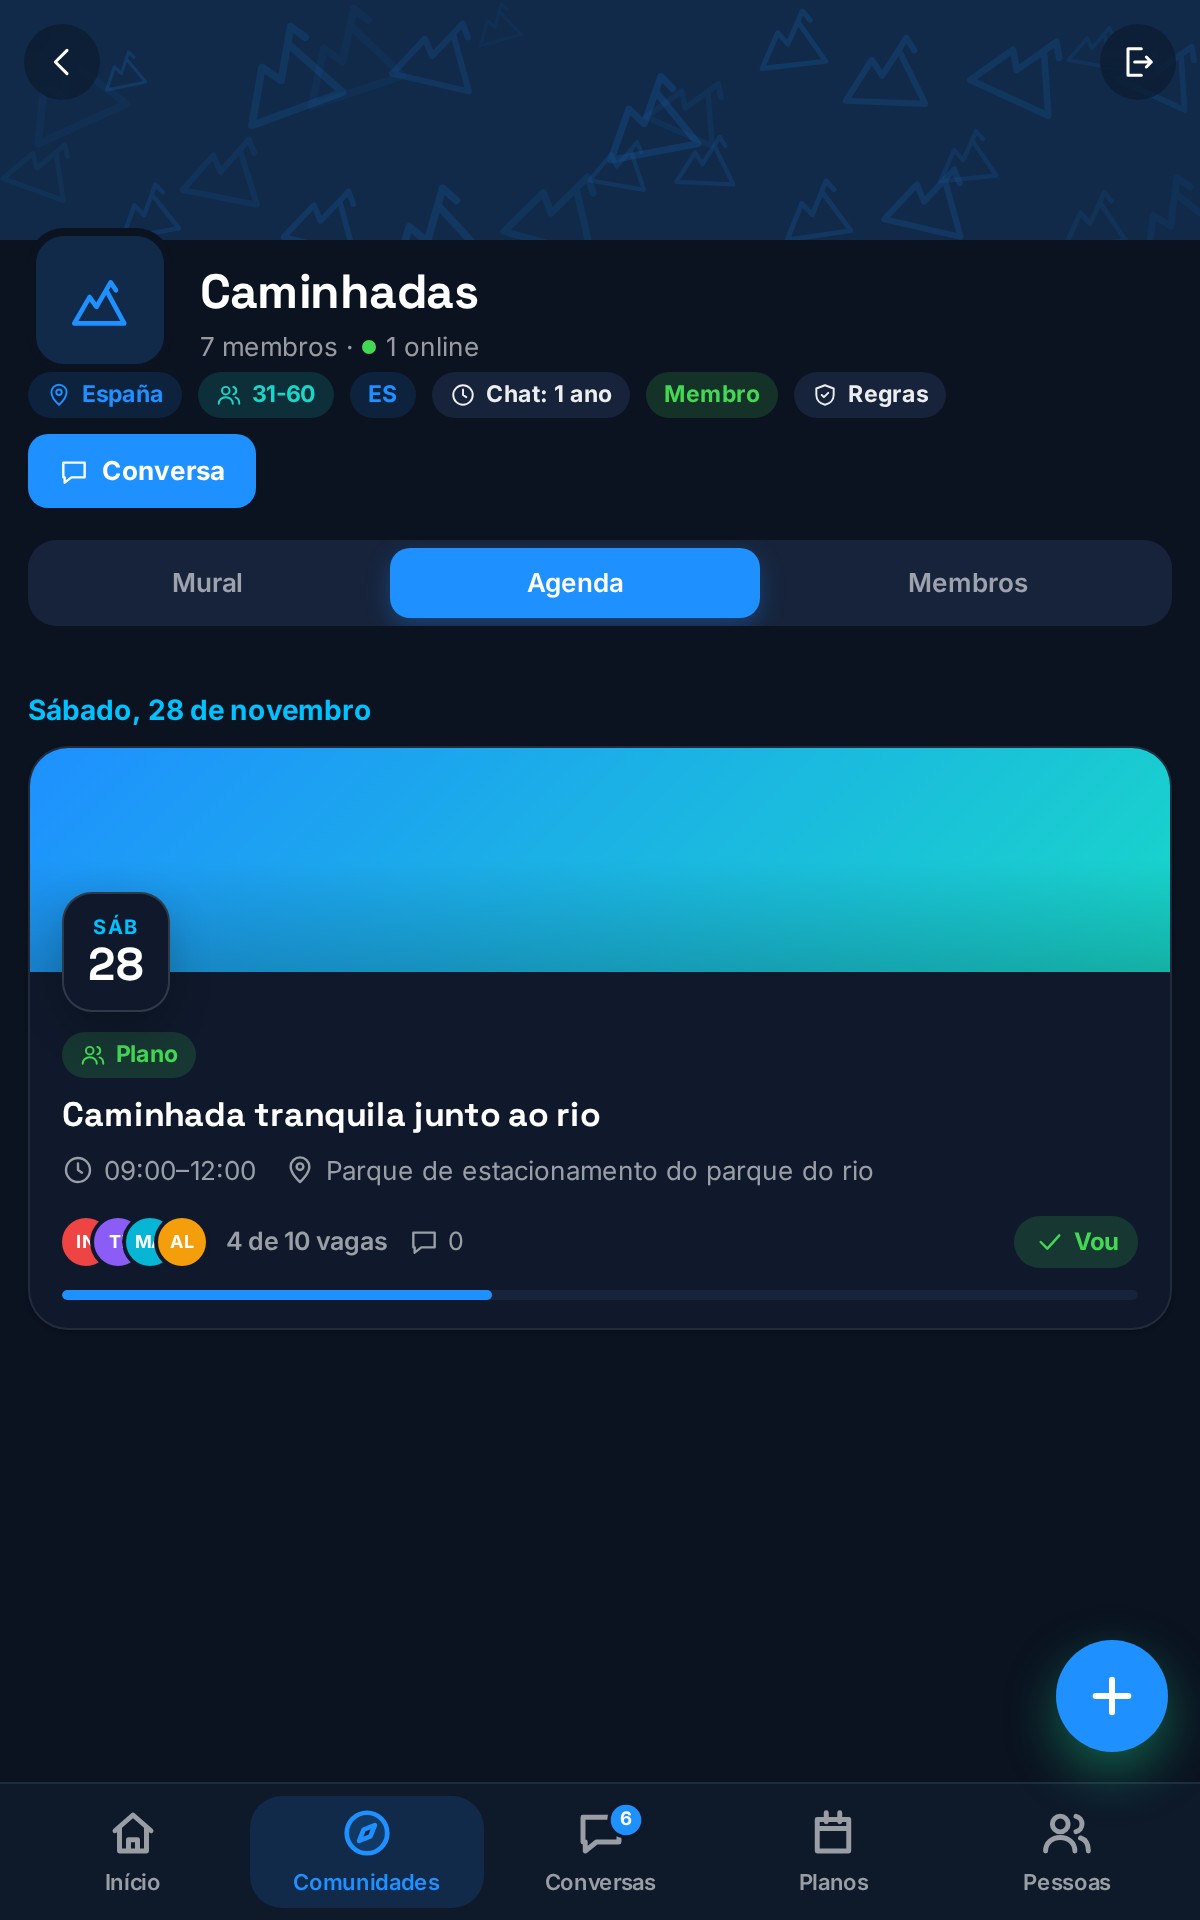 Caminhadas
7 membros · 1 online
España
31-60
ES
Chat: 1 ano
Membro
Regras
Conversa
Mural
Agenda
Membros
Sábado, 28 de novembro
SÁB
28
Plano
Caminhada tranquila junto ao rio
09:00–12:00
Parque de estacionamento do parque do rio
AL
4 de 10 vagas
0
Vou
6
Início
Comunidades
Conversas
Planos
Pessoas